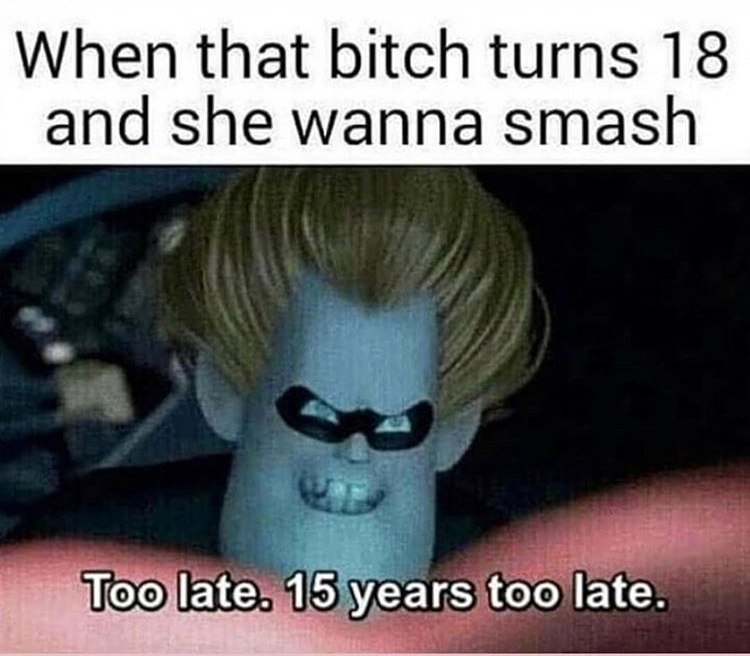 When that bitch turns 18
and she wanna smash
Too late. 15 years too late.